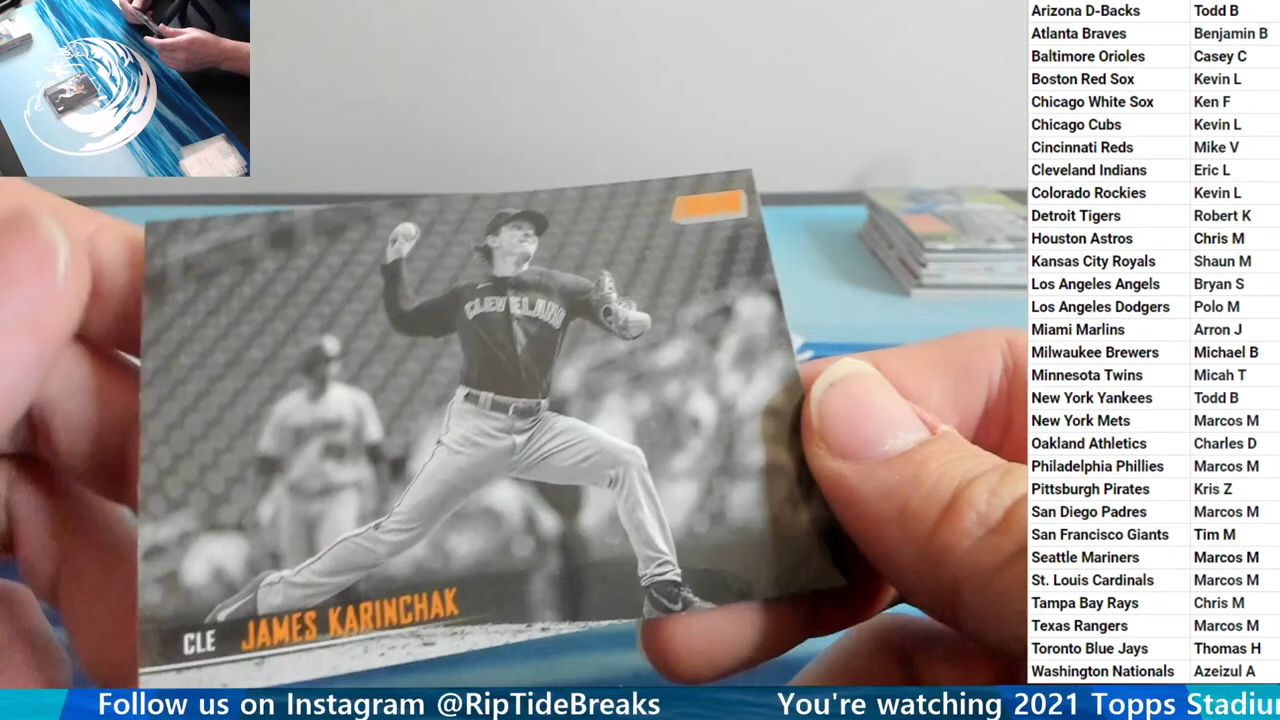 Arizona D-Backs Todd B
Atlanta Braves Benjamin B
Baltimore Orioles Casey C
Boston Red Sox Kevin L
Chicago White Sox Ken F
Chicago Cubs Kevin L
Cincinnati Reds Mike V
Cleveland Indians Eric L
Colorado Rockies Kevin L
Detroit Tigers Robert K
Houston Astros Chris M
Kansas City Royals Shaun M
Los Angeles Angels Bryan S
Los Angeles Dodgers Polo M
Miami Marlins Arron J
Milwaukee Brewers Michael B
Minnesota Twins Micah T
New York Yankees Todd B
New York Mets Marcos M
Oakland Athletics Charles D
Philadelphia Phillies Marcos M
Pittsburgh Pirates Kris Z
San Diego Padres Marcos M
San Francisco Giants Tim M
Seattle Mariners Marcos M
St. Louis Cardinals Marcos M
Tampa Bay Rays Chris M
Texas Rangers Marcos M
Toronto Blue Jays Thomas H
Washington Nationals Azeizul A
CLEVELAND
CLE JAMES KARINCHAK
Follow us on Instagram @RipTideBreaks You're watching 2021 Topps Stadiu